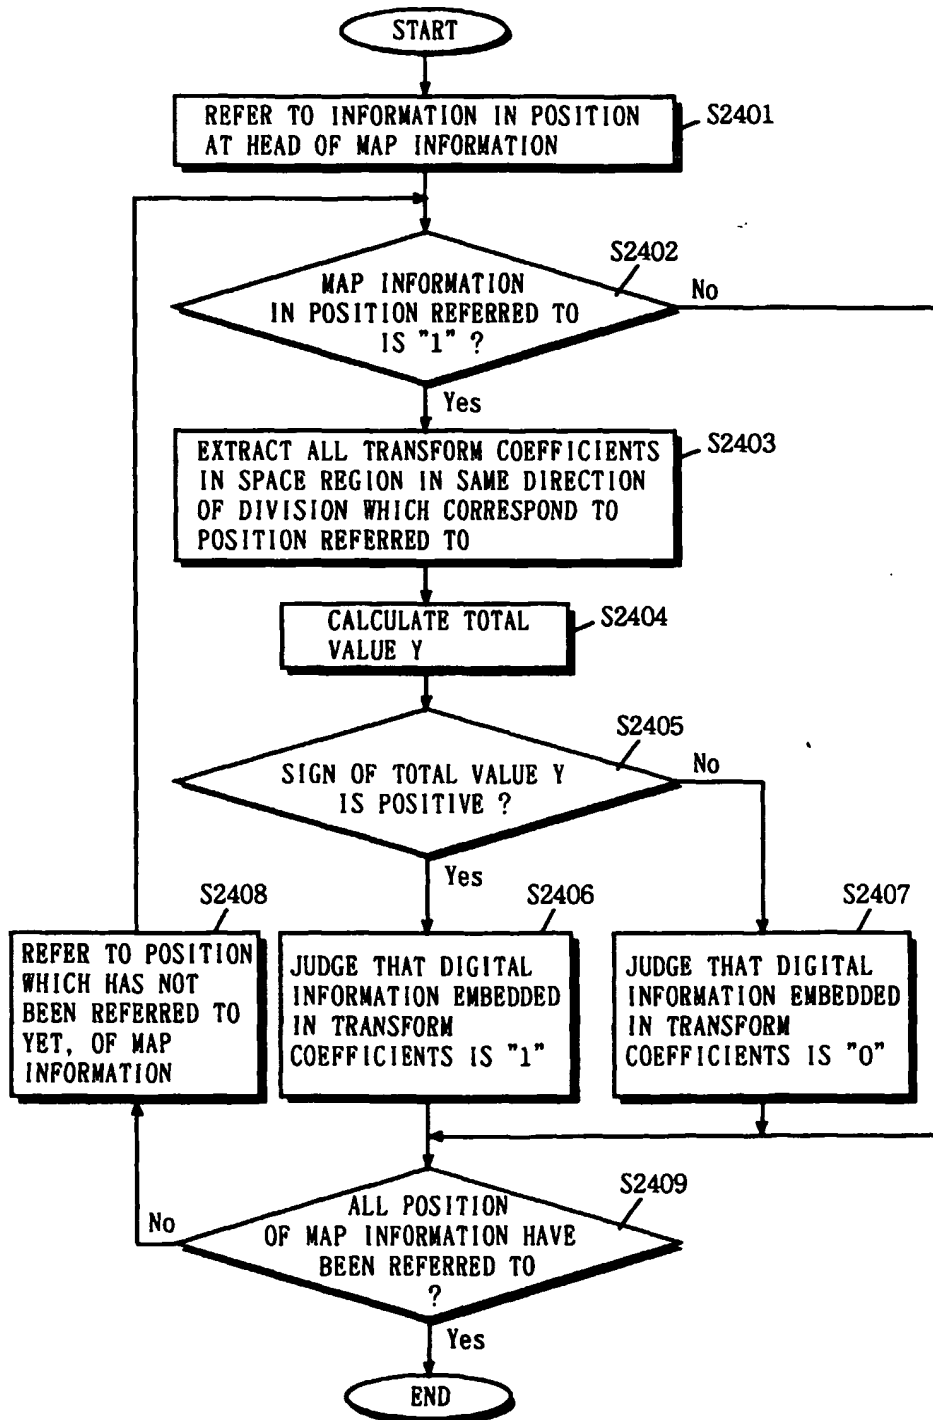 START
REFER TO INFORMATION IN POSITION
AT HEAD OF MAP INFORMATION
S2401
S2402
MAP INFORMATION
IN POSITION REFERRED TO
IS "1" ?
No
Yes
EXTRACT ALL TRANSFORM COEFFICIENTS
IN SPACE REGION IN SAME DIRECTION
OF DIVISION WHICH CORRESPOND TO
POSITION REFERRED TO
S2403
CALCULATE TOTAL
VALUE Y
S2404
S2405
SIGN OF TOTAL VALUE Y
IS POSITIVE ?
No
Yes
S2408
REFER TO POSITION
WHICH HAS NOT
BEEN REFERRED TO
YET, OF MAP
INFORMATION
S2406
JUDGE THAT DIGITAL
INFORMATION EMBEDDED
IN TRANSFORM
COEFFICIENTS IS "1"
S2407
JUDGE THAT DIGITAL
INFORMATION EMBEDDED
IN TRANSFORM
COEFFICIENTS IS "0"
S2409
ALL POSITION
OF MAP INFORMATION HAVE
BEEN REFERRED TO
?
No
Yes
END